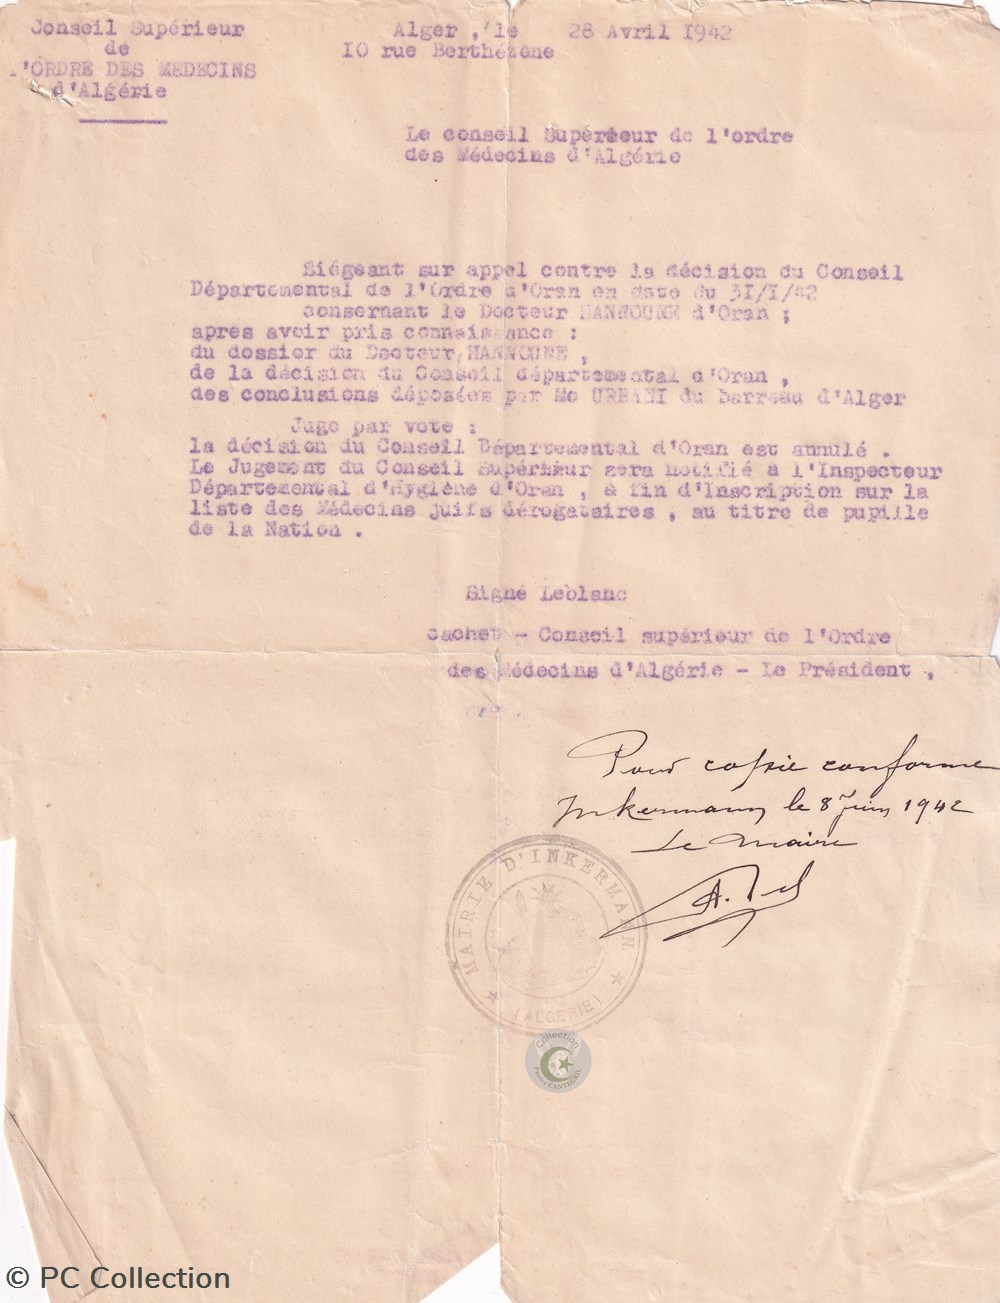 Conseil Supérieur
de
l'ORDRE DES MEDECINS
d'Algérie
Alger , le 28 Avril 1942
10 rue Berthézène
Le conseil Supérieur de l'ordre
des Médecins d'Algérie
Siégeant sur appel contre la décision du Conseil
Départemental de l'Ordre d'Oran en date du 31/1/42
consernant le Docteur HANNOUNE d'Oran ;
apres avoir pris connaissance :
du dossier du Docteur HANNOUNE ,
de la décision du Conseil départemental d'Oran ,
des conclusions déposées par Me URBANI du barreau d'Alger
Juge par vote :
la décision du Conseil Départemental d'Oran est annulé .
Le Jugement du Conseil Supérieur sera notifié à l'Inspecteur
Départemental d'Hygiène d'Oran , à fin d'Inscription sur la
liste des Médecins juifs dérogataires , au titre de pupille
de la Nation .
Signé Leblanc
cachet - Conseil supérieur de l'Ordre
des Médecins d'Algérie - Le Président ,
Pour copie conforme
Inkermann le 8 Juin 1942
Le Maire
MAIRIE D'INKERMANN
(ALGERIE)
Collection
Patrice CANTEGRIL
© PC Collection